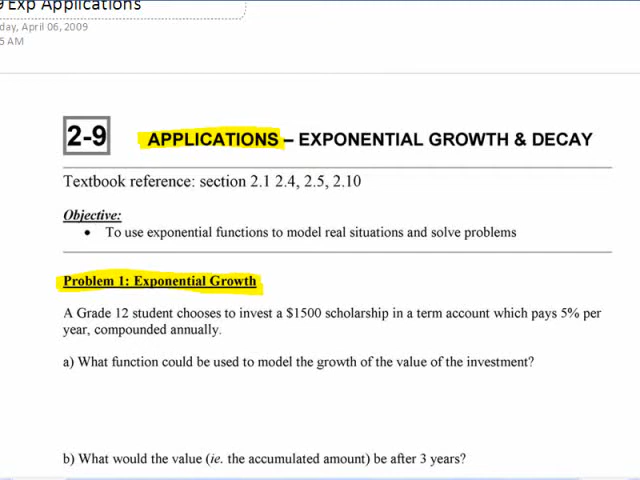 9 Exp Applications
day, April 06, 2009
5 AM
2-9 APPLICATIONS – EXPONENTIAL GROWTH & DECAY
Textbook reference: section 2.1 2.4, 2.5, 2.10
Objective:
• To use exponential functions to model real situations and solve problems
Problem 1: Exponential Growth
A Grade 12 student chooses to invest a $1500 scholarship in a term account which pays 5% per
year, compounded annually.
a) What function could be used to model the growth of the value of the investment?
b) What would the value (ie. the accumulated amount) be after 3 years?